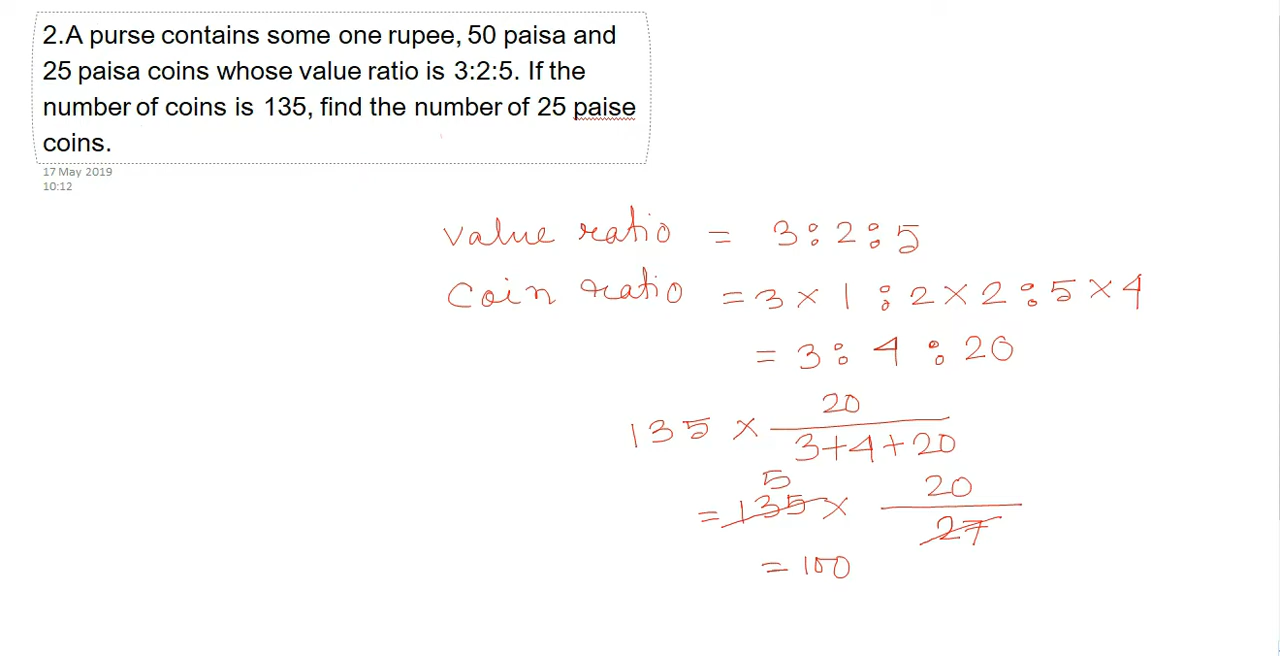 2.A purse contains some one rupee, 50 paisa and
25 paisa coins whose value ratio is 3:2:5. If the
number of coins is 135, find the number of 25 paise
coins.
17 May 2019
10:12
Value ratio = 3:2:5
Coin ratio = 3 × 1 : 2 × 2 : 5 × 4
= 3 : 4 : 20
20
135 ×
3+4+20
5
20
= 135 ×
27
= 100